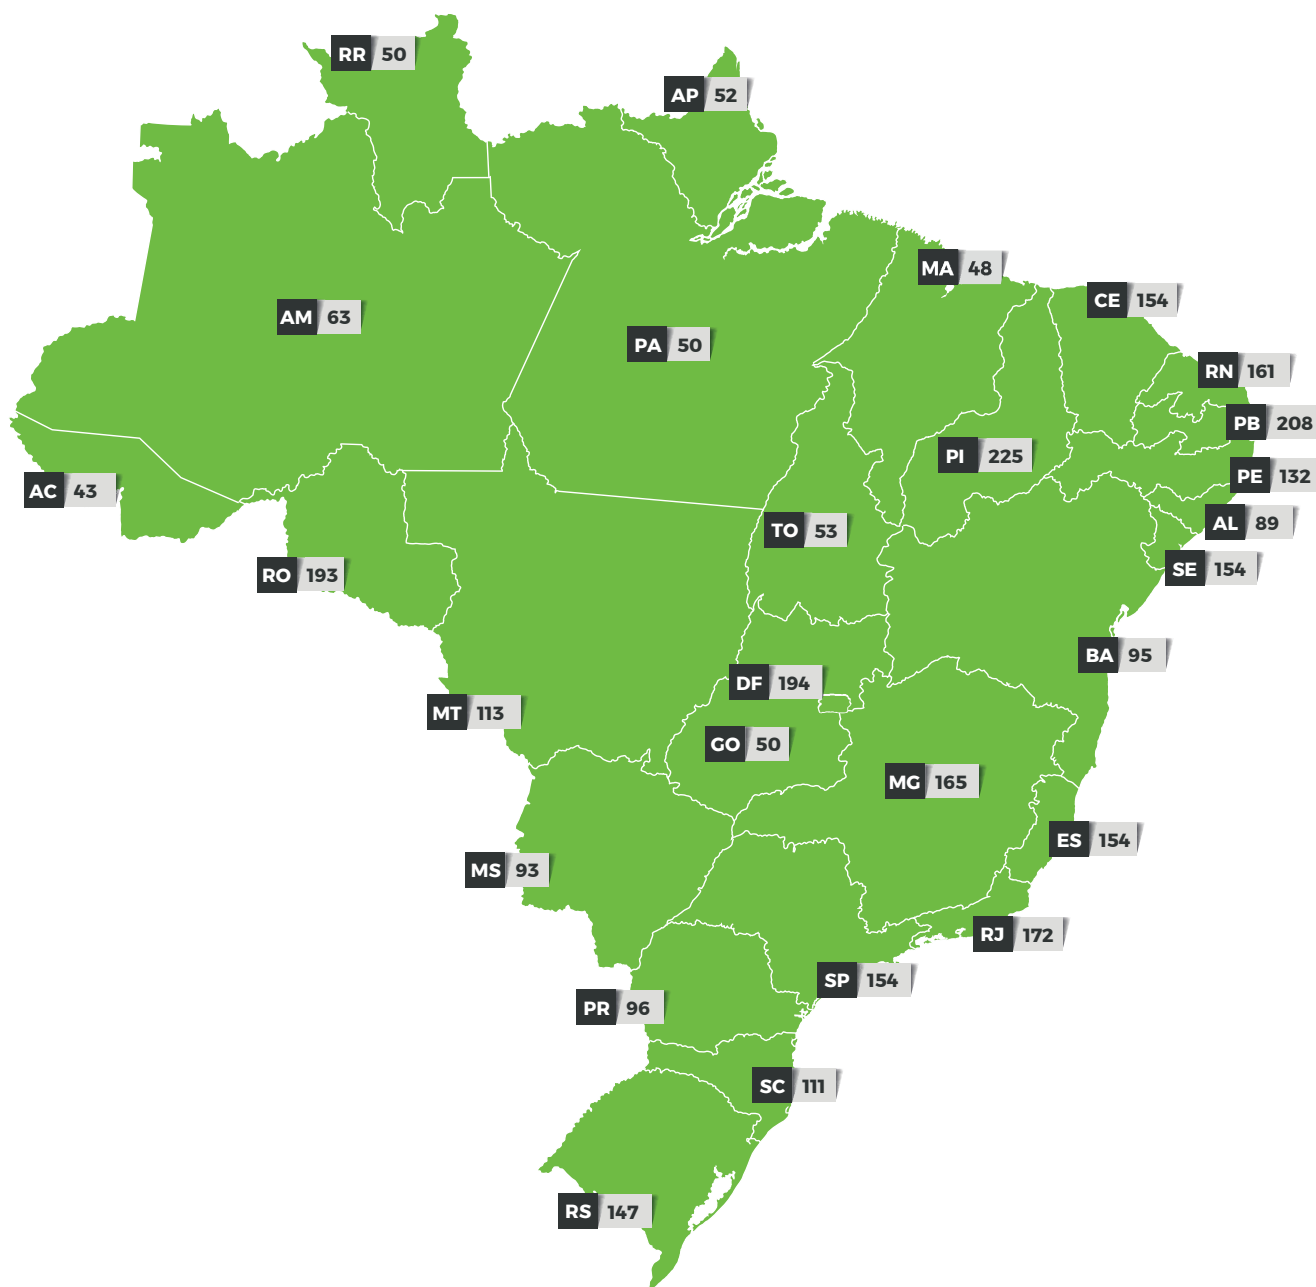 RR 50
AP 52
MA 48
CE 154
AM 63
PA 50
RN 161
PB 208
PI 225
PE 132
AC 43
AL 89
TO 53
SE 154
RO 193
BA 95
DF 194
MT 113
GO 50
MG 165
ES 154
MS 93
RJ 172
SP 154
PR 96
SC 111
RS 147